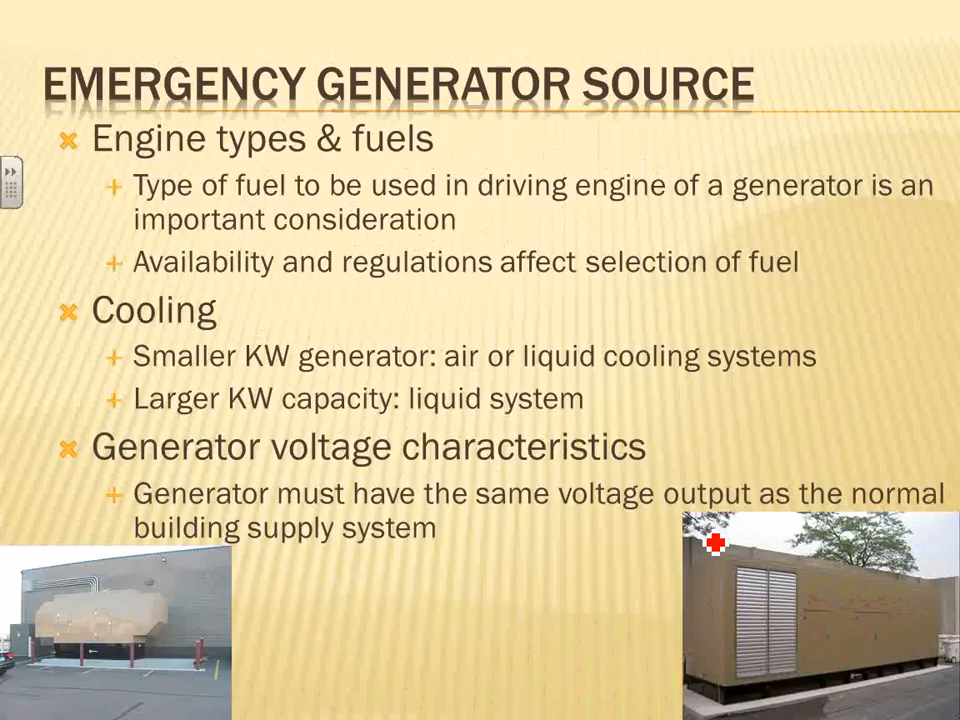 EMERGENCY GENERATOR SOURCE
Engine types & fuels
Type of fuel to be used in driving engine of a generator is an
important consideration
Availability and regulations affect selection of fuel
Cooling
Smaller KW generator: air or liquid cooling systems
Larger KW capacity: liquid system
Generator voltage characteristics
Generator must have the same voltage output as the normal
building supply system